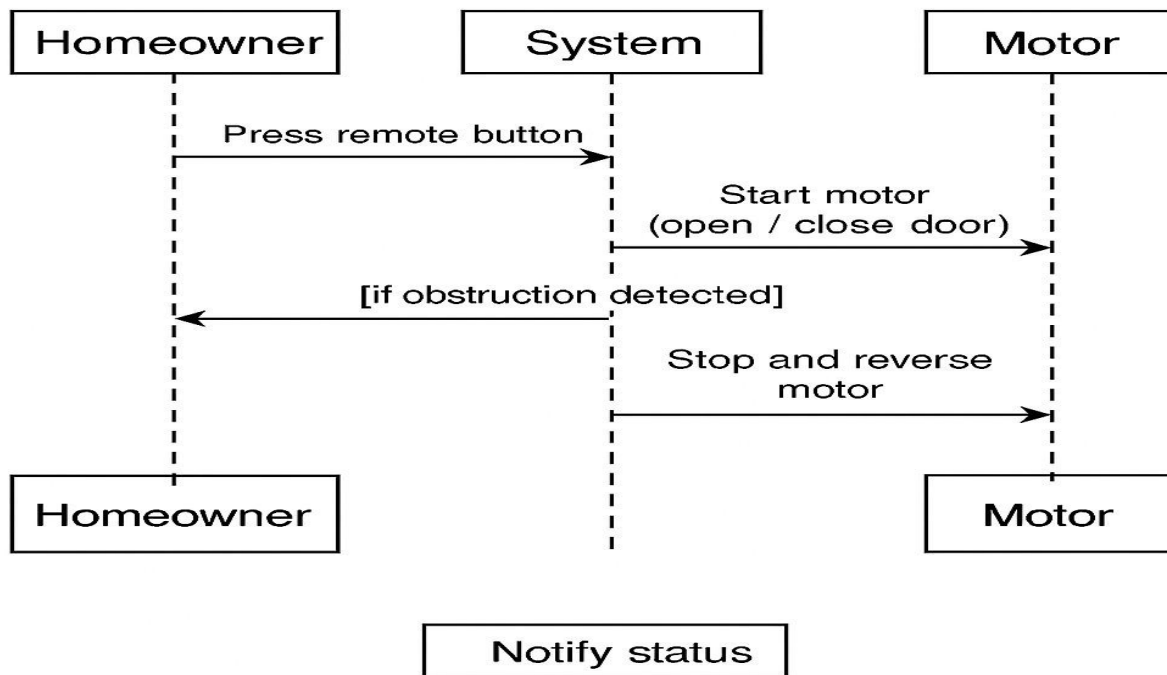 Homeowner
System
Motor
Press remote button
Start motor
(open / close door)
[if obstruction detected]
Stop and reverse
motor
Homeowner
Motor
Notify status